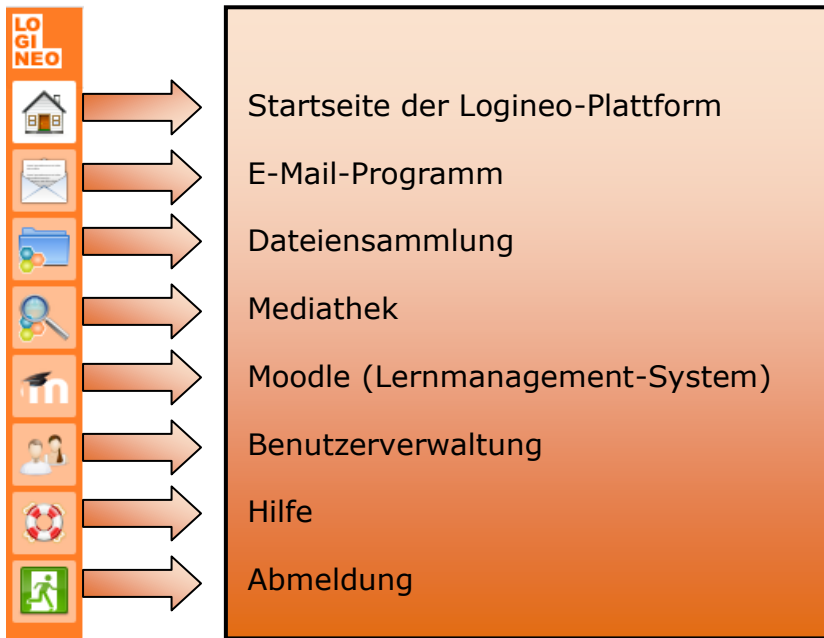 LO
GI
NEO
Startseite der Logineo-Plattform
E-Mail-Programm
Dateiensammlung
Mediathek
Moodle (Lernmanagement-System)
Benutzerverwaltung
Hilfe
Abmeldung